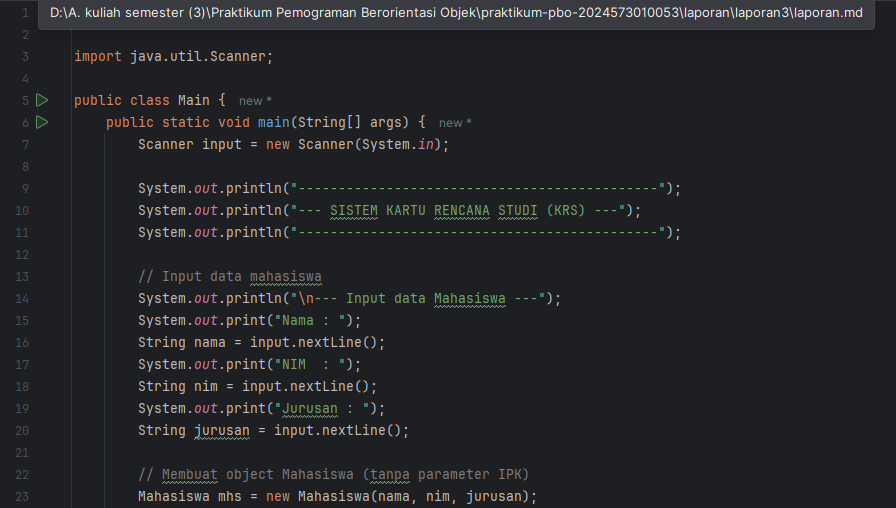 D:\A. kuliah semester (3)\Praktikum Pemograman Berorientasi Objek\praktikum-pbo-2024573010053\laporan\laporan3\laporan.md
1
2
3 import java.util.Scanner;
4
5 public class Main { new *
6 public static void main(String[] args) { new *
7 Scanner input = new Scanner(System.in);
8
9 System.out.println("---------------------------------------------");
10 System.out.println("--- SISTEM KARTU RENCANA STUDI (KRS) ---");
11 System.out.println("---------------------------------------------");
12
13 // Input data mahasiswa
14 System.out.println("\n--- Input data Mahasiswa ---");
15 System.out.print("Nama : ");
16 String nama = input.nextLine();
17 System.out.print("NIM  : ");
18 String nim = input.nextLine();
19 System.out.print("Jurusan : ");
20 String jurusan = input.nextLine();
21
22 // Membuat object Mahasiswa (tanpa parameter IPK)
23 Mahasiswa mhs = new Mahasiswa(nama, nim, jurusan);